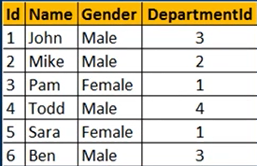 Id Name Gender DepartmentId
1 John Male 3
2 Mike Male 2
3 Pam Female 1
4 Todd Male 4
5 Sara Female 1
6 Ben Male 3